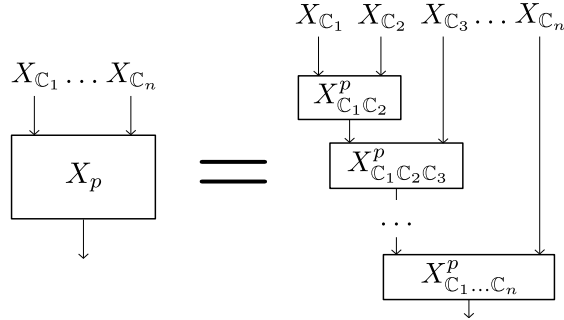 X_{ℂ_1} … X_{ℂ_n}
X_p
=
X_{ℂ_1} X_{ℂ_2} X_{ℂ_3} … X_{ℂ_n}
X^p_{ℂ_1ℂ_2}
X^p_{ℂ_1ℂ_2ℂ_3}
…
X^p_{ℂ_1…ℂ_n}